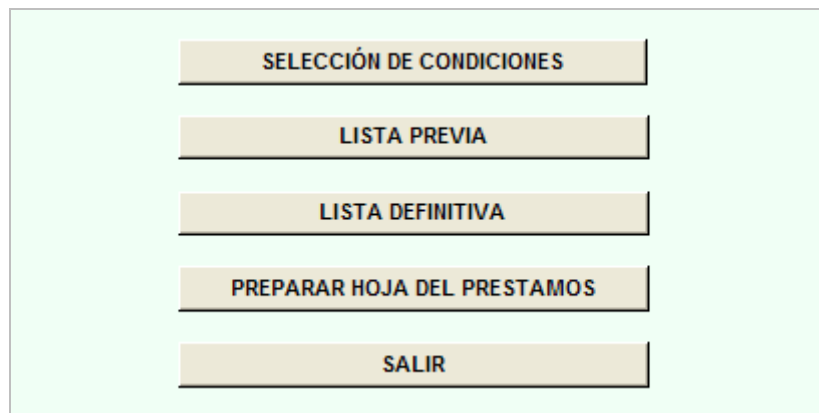 SELECCIÓN DE CONDICIONES
LISTA PREVIA
LISTA DEFINITIVA
PREPARAR HOJA DEL PRESTAMOS
SALIR